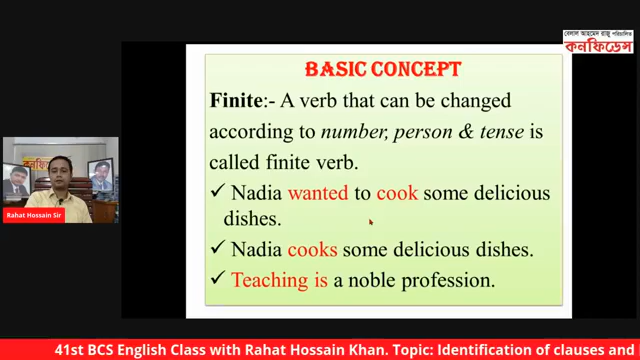 বেলাল আহমেদ রাজু পরিচালিত
কনফিডেন্স
BASIC CONCEPT
Finite:- A verb that can be changed
according to number, person & tense is
called finite verb.
✓ Nadia wanted to cook some delicious
dishes.
✓ Nadia cooks some delicious dishes.
✓ Teaching is a noble profession.
Rahat Hossain Sir
41st BCS English Class with Rahat Hossain Khan. Topic: Identification of clauses and